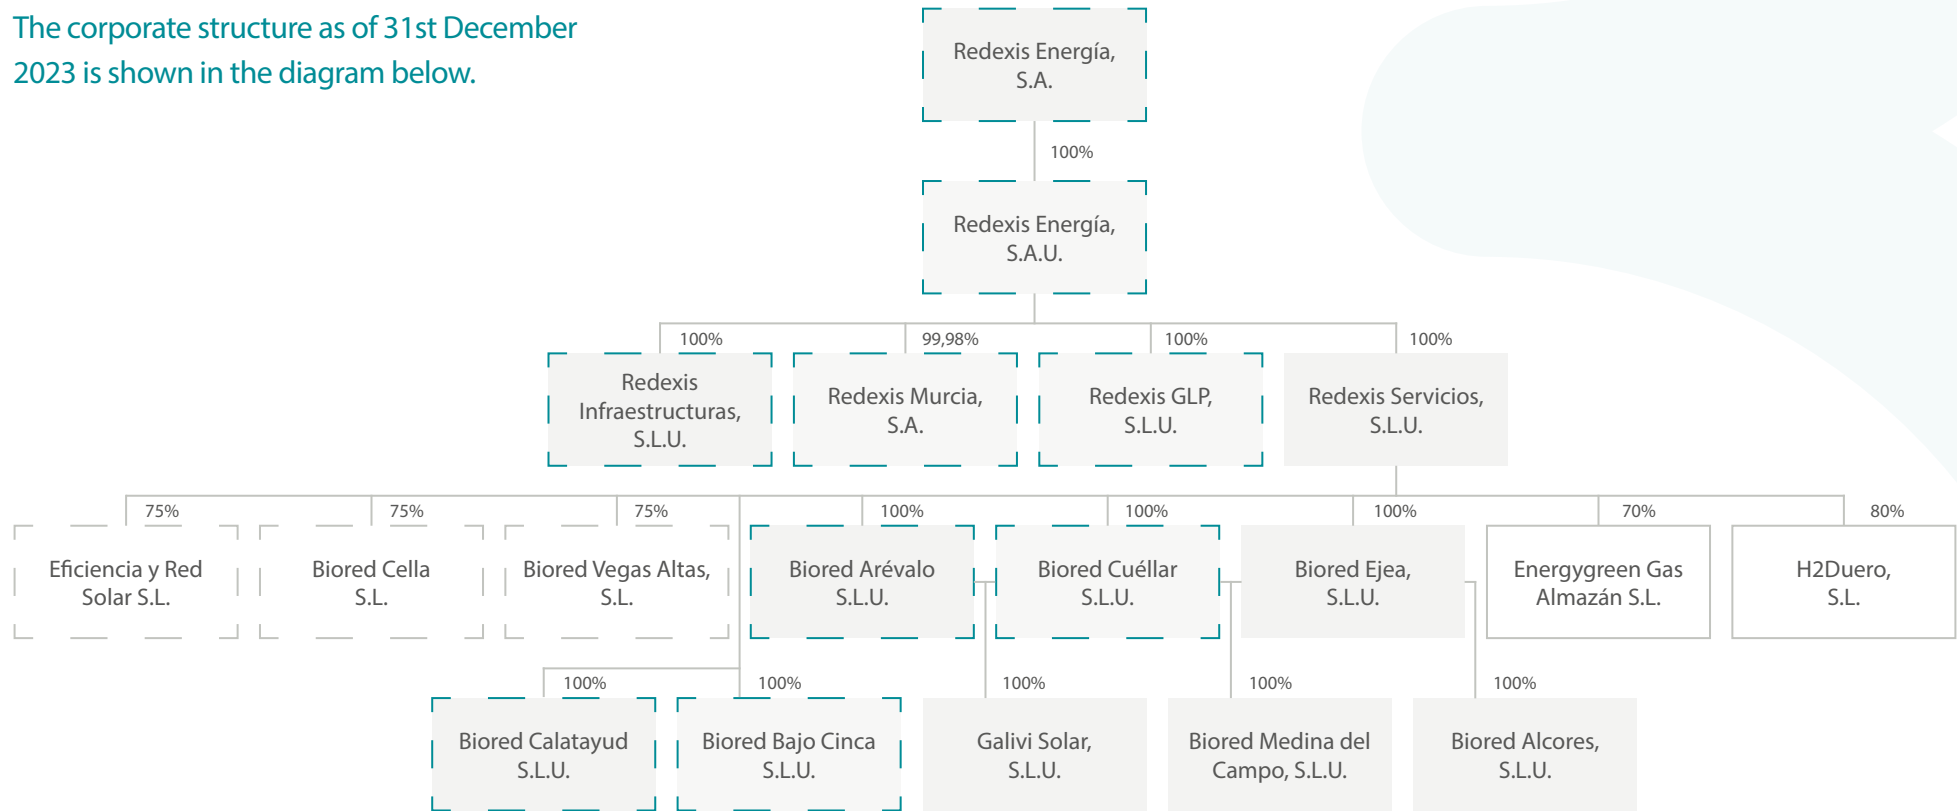 The corporate structure as of 31st December
2023 is shown in the diagram below.
Redexis Energía,
S.A.
100%
Redexis Energía,
S.A.U.
100%
99,98%
100%
100%
Redexis
Infraestructuras,
S.L.U.
Redexis Murcia,
S.A.
Redexis GLP,
S.L.U.
Redexis Servicios,
S.L.U.
75%
75%
75%
100%
100%
100%
70%
80%
Eficiencia y Red
Solar S.L.
Biored Cella
S.L.
Biored Vegas Altas,
S.L.
Biored Arévalo
S.L.U.
Biored Cuéllar
S.L.U.
Biored Ejea,
S.L.U.
Energygreen Gas
Almazán S.L.
H2Duero,
S.L.
100%
100%
100%
100%
100%
Biored Calatayud
S.L.U.
Biored Bajo Cinca
S.L.U.
Galivi Solar,
S.L.U.
Biored Medina del
Campo, S.L.U.
Biored Alcores,
S.L.U.